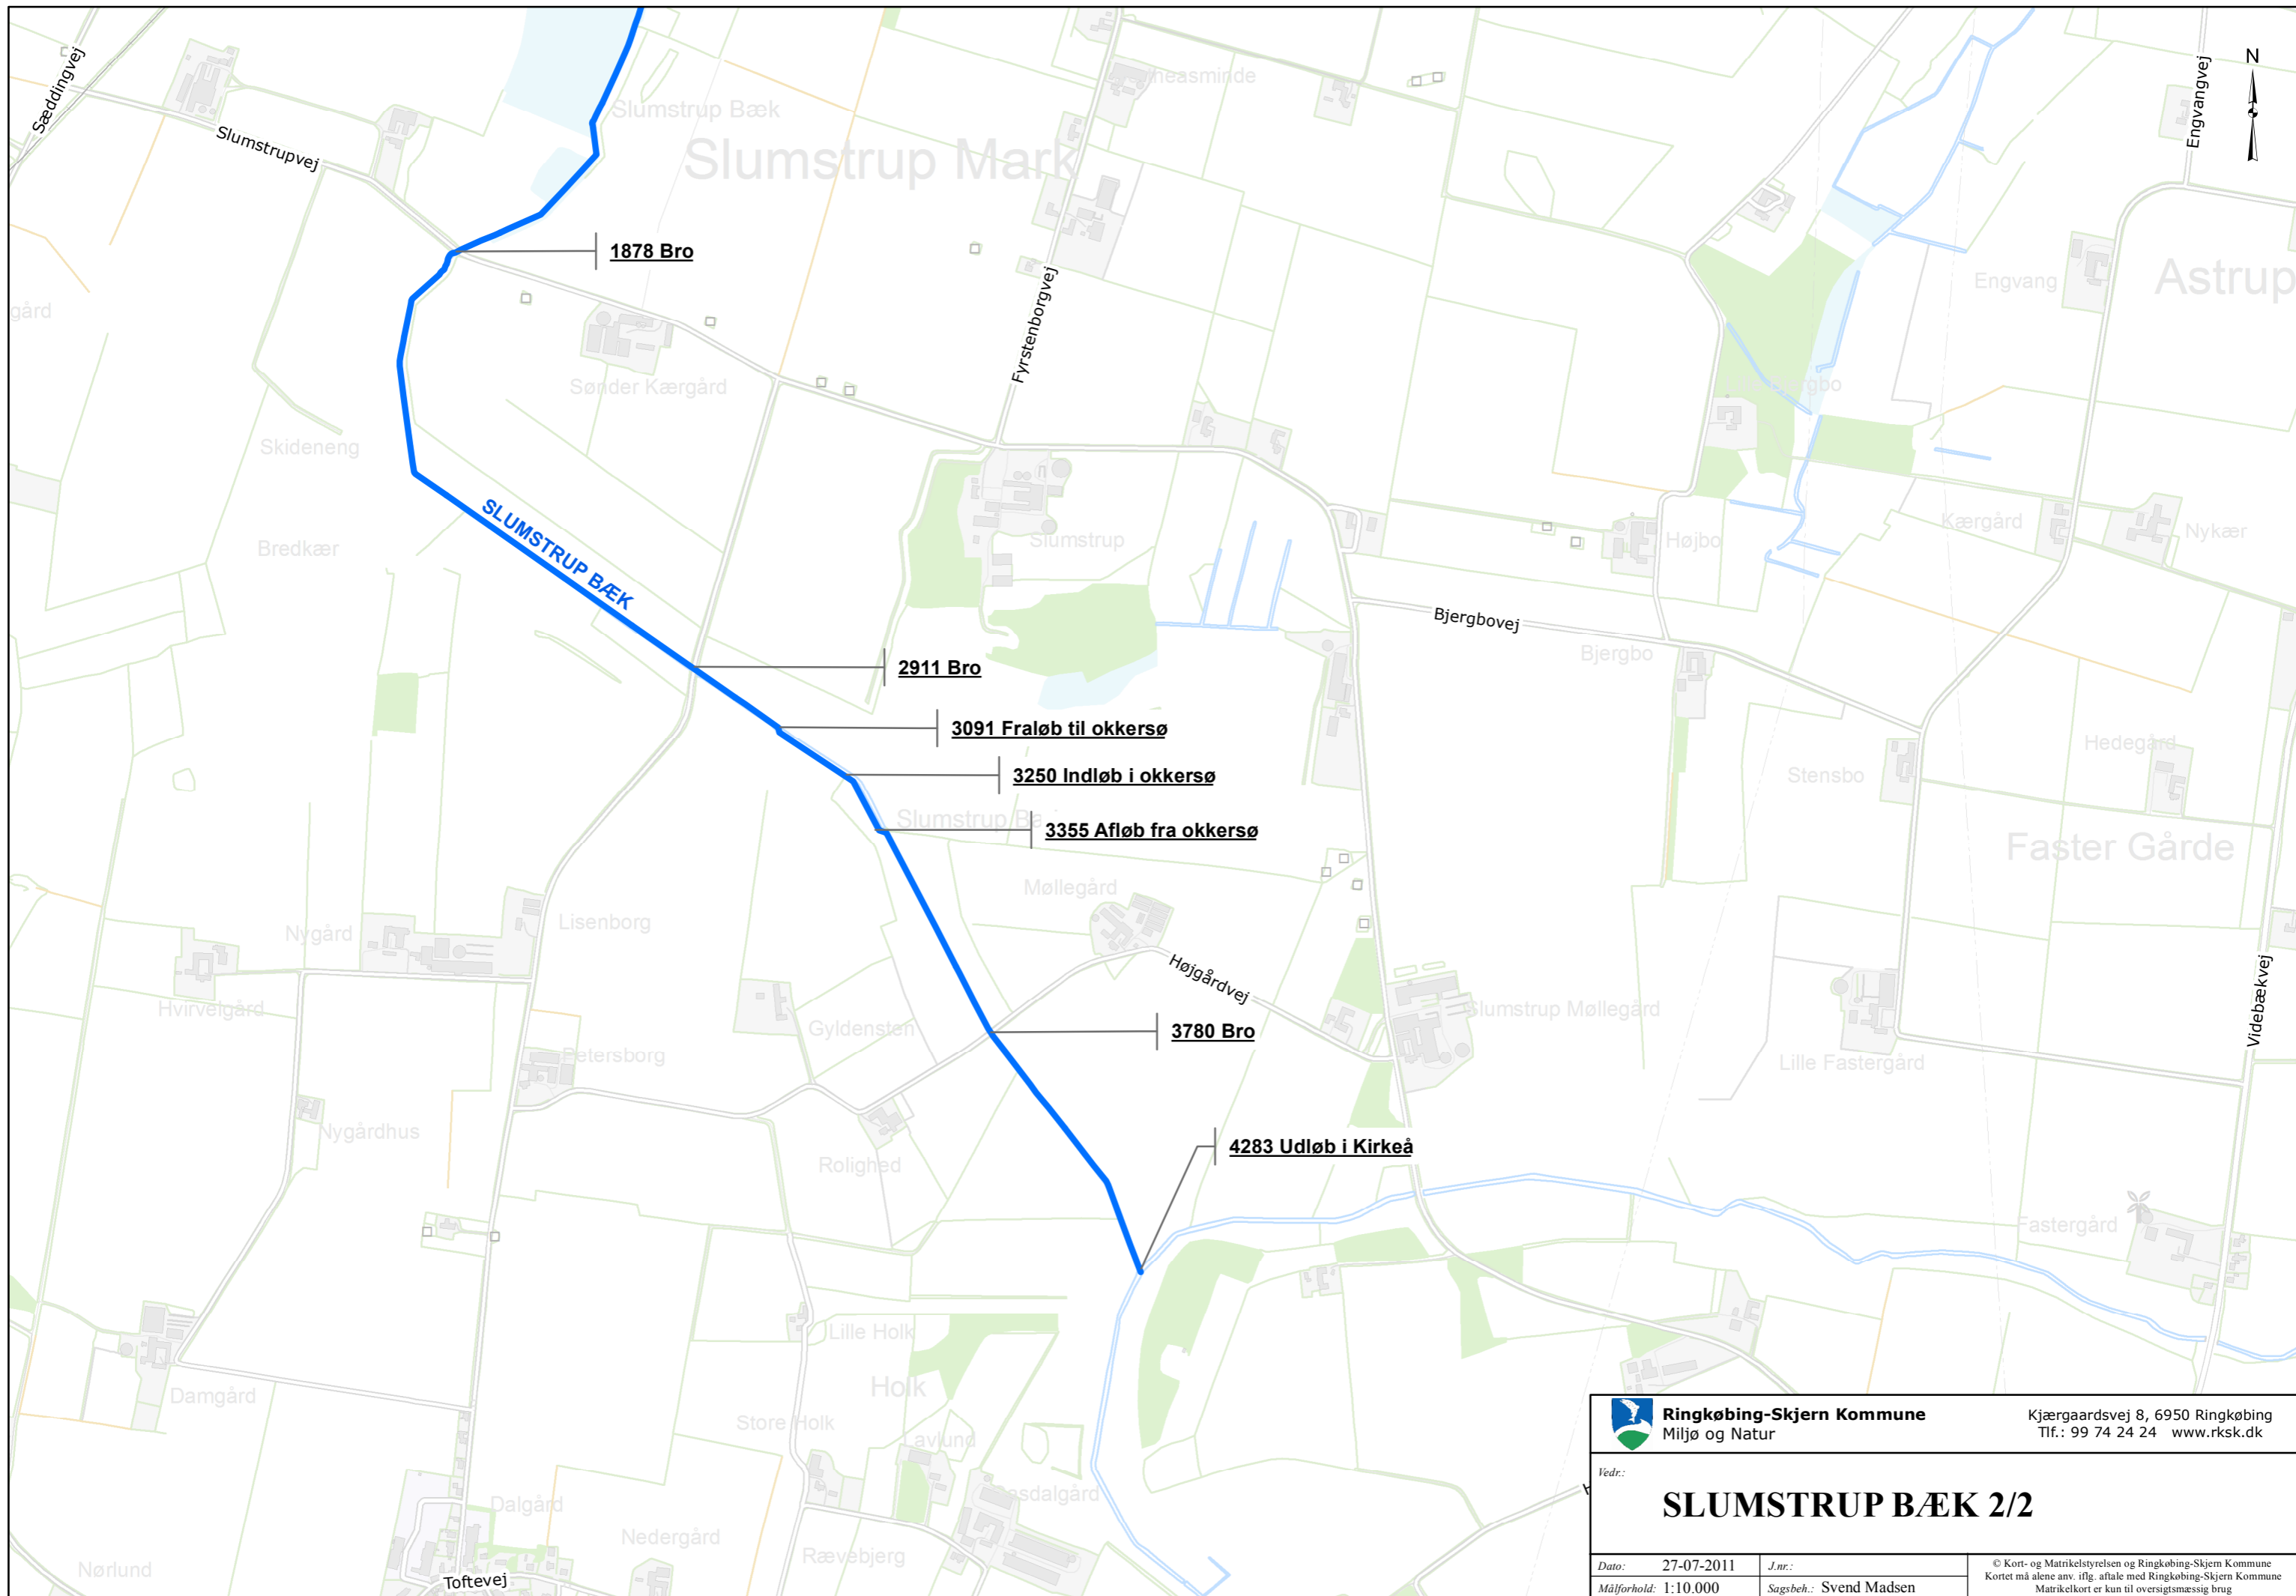 Sæddingvej
Slumstrupvej
Slumstrup Bæk
Slumstrup Mark
Fyrstenborgvej
Engvangvej
N
1878 Bro
gård
Sønder Kærgård
Engvang
Astrup
Skideneng
Bredkær
SLUMSTRUP BÆK
Slumstrup
Højbo
Kærgård
Nykær
Bjergbovej
Bjergbo
2911 Bro
3091 Fraløb til okkersø
3250 Indløb i okkersø
3355 Afløb fra okkersø
Slumstrup
Stensbo
Hedegård
Faster Gårde
Møllegård
Lisenborg
Nygård
Hvirvelgård
Højgårdvej
Gyldensten
Petersborg
3780 Bro
Slumstrup Møllegård
Lille Fastergård
Videbækvej
Nygårdhus
Rolighed
4283 Udløb i Kirkeå
Fastergård
Lille Holk
Holk
Store Holk
Damgård
Dalgård
Nedergård
Rævebjerg
Nørlund
Toftevej
Ringkøbing-Skjern Kommune
Miljø og Natur
Kjærgaardsvej 8, 6950 Ringkøbing
Tlf.: 99 74 24 24 www.rksk.dk
Vedr.:
SLUMSTRUP BÆK 2/2
Dato: 27-07-2011
J.nr.:
Målforhold: 1:10.000
Sagsbeh.: Svend Madsen
© Kort- og Matrikelstyrelsen og Ringkøbing-Skjern Kommune
Kortet må alene anv. iflg. aftale med Ringkøbing-Skjern Kommune
Matrikelkort er kun til oversigtsmæssig brug